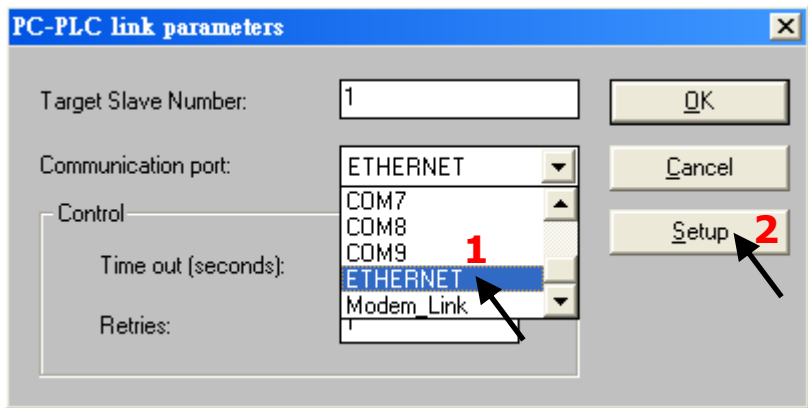 PC-PLC link parameters
Target Slave Number: 1 OK
Communication port: ETHERNET Cancel
COM7
Control COM8 Setup 2
COM9 1
Time out (seconds): ETHERNET
Modem_Link
Retries: